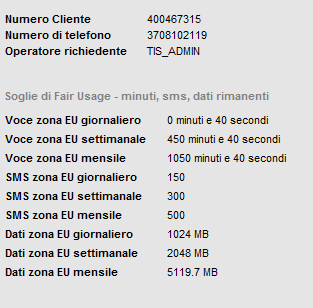 Numero Cliente 400467315
Numero di telefono 3708102119
Operatore richiedente TIS_ADMIN
Soglie di Fair Usage - minuti, sms, dati rimanenti
Voce zona EU giornaliero 0 minuti e 40 secondi
Voce zona EU settimanale 450 minuti e 40 secondi
Voce zona EU mensile 1050 minuti e 40 secondi
SMS zona EU giornaliero 150
SMS zona EU settimanale 300
SMS zona EU mensile 500
Dati zona EU giornaliero 1024 MB
Dati zona EU settimanale 2048 MB
Dati zona EU mensile 5119.7 MB